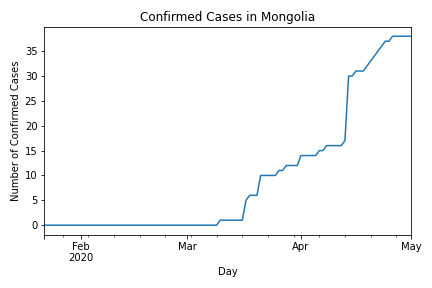 Confirmed Cases in Mongolia
Number of Confirmed Cases
35
30
25
20
15
10
5
0
Feb
2020
Mar
Apr
May
Day